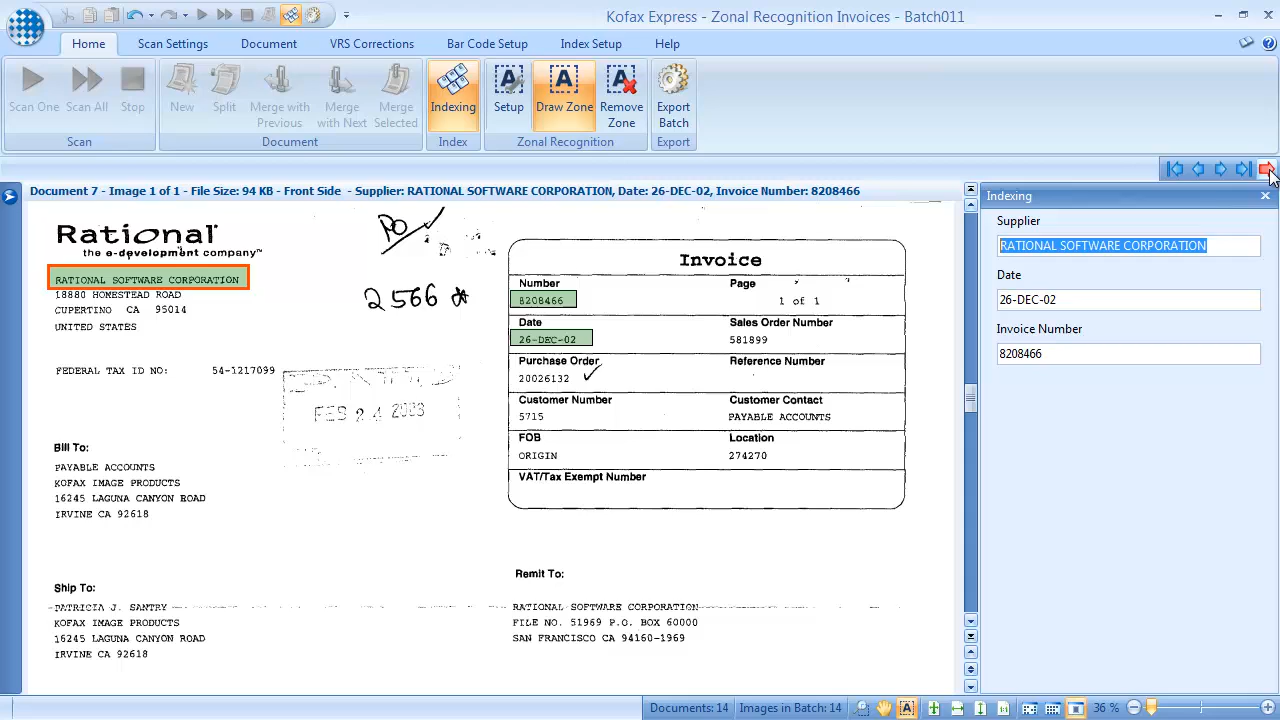 Kofax Express - Zonal Recognition Invoices - Batch011
Home Scan Settings Document VRS Corrections Bar Code Setup Index Setup Help
Scan One Scan All Stop New Split Merge with Previous Merge with Next Merge Selected Indexing Setup Draw Zone Remove Zone Export Batch
Scan Document Index Zonal Recognition Export
Document 7 - Image 1 of 1 - File Size: 94 KB - Front Side - Supplier: RATIONAL SOFTWARE CORPORATION, Date: 26-DEC-02, Invoice Number: 8208466
Rational
the e-development company™
RATIONAL SOFTWARE CORPORATION
18880 HOMESTEAD ROAD
CUPERTINO CA 95014
UNITED STATES
FEDERAL TAX ID NO: 54-1217099
PO
2566
FEB 24 2003
Invoice
Number Page
8208466 1 of 1
Date Sales Order Number
26-DEC-02 581899
Purchase Order Reference Number
20026132
Customer Number Customer Contact
5715 PAYABLE ACCOUNTS
FOB Location
ORIGIN 274270
VAT/Tax Exempt Number
Bill To:
PAYABLE ACCOUNTS
KOFAX IMAGE PRODUCTS
16245 LAGUNA CANYON ROAD
IRVINE CA 92618
Ship To:
PATRICIA J. SANTRY
KOFAX IMAGE PRODUCTS
16245 LAGUNA CANYON ROAD
IRVINE CA 92618
Remit To:
RATIONAL SOFTWARE CORPORATION
FILE NO. 51969 P.O. BOX 60000
SAN FRANCISCO CA 94160-1969
Indexing
Supplier
RATIONAL SOFTWARE CORPORATION
Date
26-DEC-02
Invoice Number
8208466
Documents: 14 Images in Batch: 14 36 %